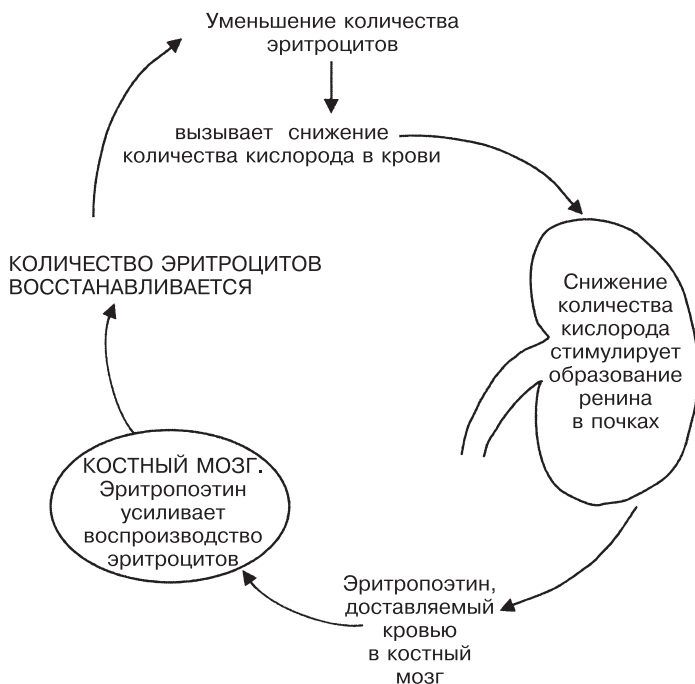 Уменьшение количества
эритроцитов
вызывает снижение
количества кислорода в крови
Снижение
количества
кислорода
стимулирует
образование
ренина
в почках
Эритропоэтин,
доставляемый
кровью
в костный
мозг
КОСТНЫЙ МОЗГ.
Эритропоэтин
усиливает
воспроизводство
эритроцитов
КОЛИЧЕСТВО ЭРИТРОЦИТОВ
ВОССТАНАВЛИВАЕТСЯ